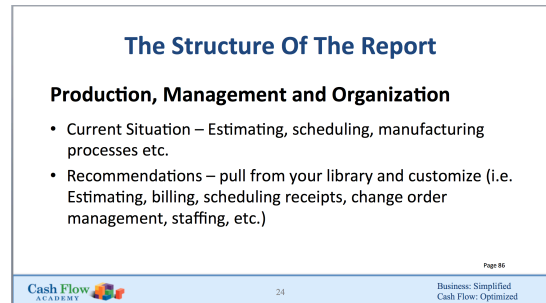 The Structure Of The Report
Production, Management and Organization
• Current Situation – Estimating, scheduling, manufacturing
processes etc.
• Recommendations – pull from your library and customize (i.e.
Estimating, billing, scheduling receipts, change order
management, staffing, etc.)
Page 86
Cash Flow
ACADEMY
24
Business: Simplified
Cash Flow: Optimized